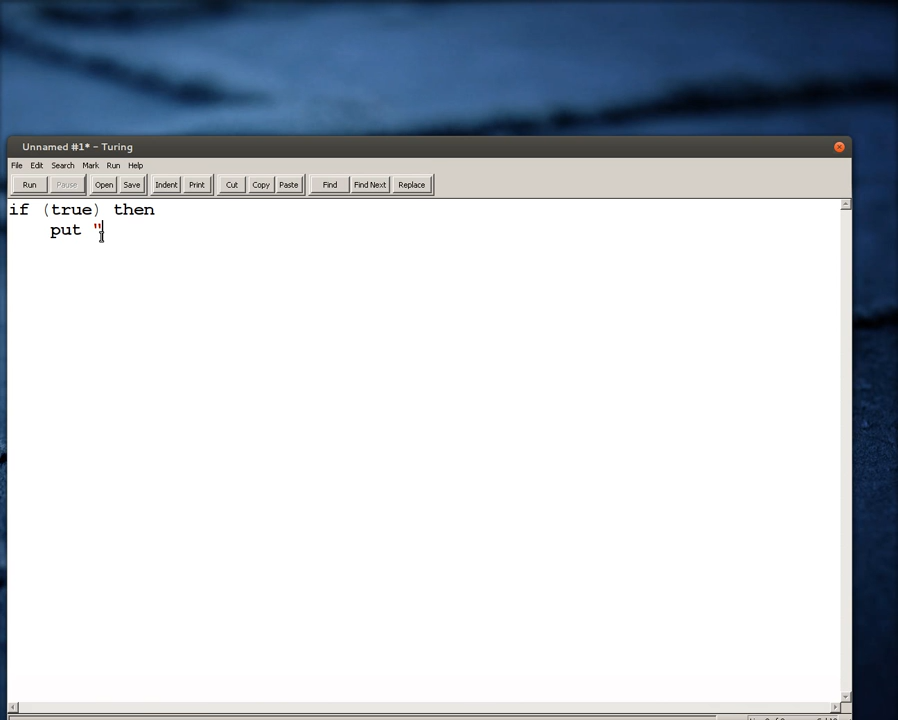 Unnamed #1* - Turing
File Edit Search Mark Run Help
Run Pause Open Save Indent Print Cut Copy Paste Find Find Next Replace
if (true) then
put "